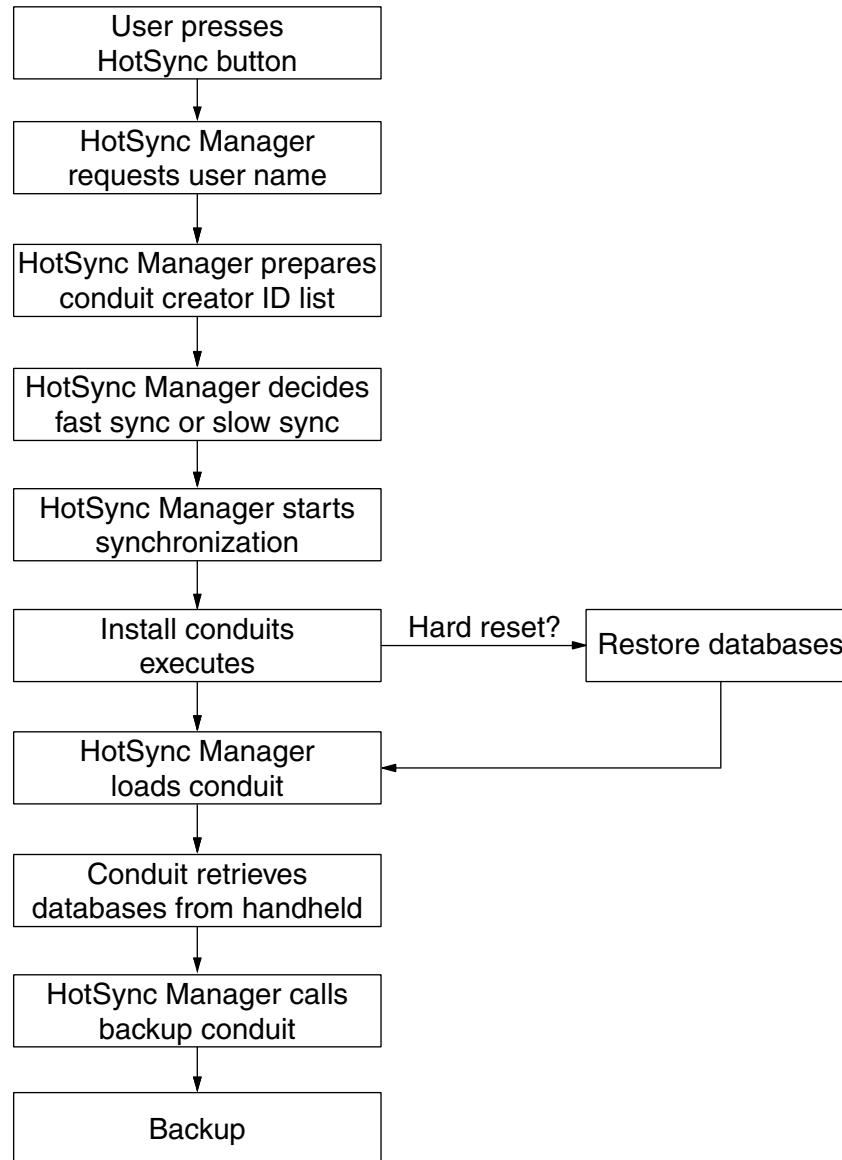 User presses
HotSync button
HotSync Manager
requests user name
HotSync Manager prepares
conduit creator ID list
HotSync Manager decides
fast sync or slow sync
HotSync Manager starts
synchronization
Install conduits
executes
Hard reset?
Restore databases
HotSync Manager
loads conduit
Conduit retrieves
databases from handheld
HotSync Manager calls
backup conduit
Backup